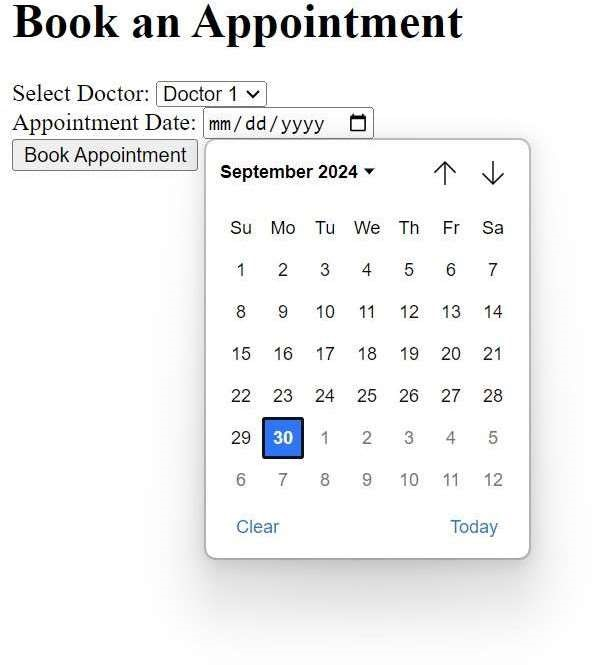 Book an Appointment
Select Doctor: Doctor 1
Appointment Date: mm/dd/yyyy
Book Appointment
September 2024
Su Mo Tu We Th Fr Sa
1 2 3 4 5 6 7
8 9 10 11 12 13 14
15 16 17 18 19 20 21
22 23 24 25 26 27 28
29 30 1 2 3 4 5
6 7 8 9 10 11 12
Clear Today